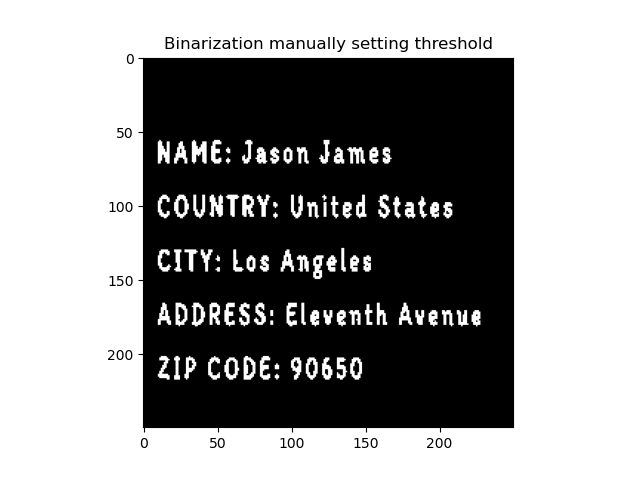 Binarization manually setting threshold
0
50
NAME: Jason James
100
COUNTRY: United States
CITY: Los Angeles
150
ADDRESS: Eleventh Avenue
200
ZIP CODE: 90650
0 50 100 150 200